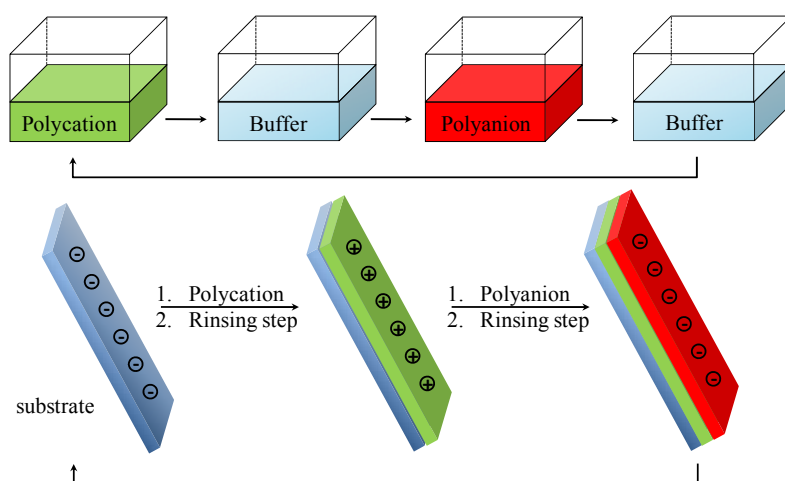 Polycation
Buffer
Polyanion
Buffer
1. Polycation
2. Rinsing step
1. Polyanion
2. Rinsing step
substrate